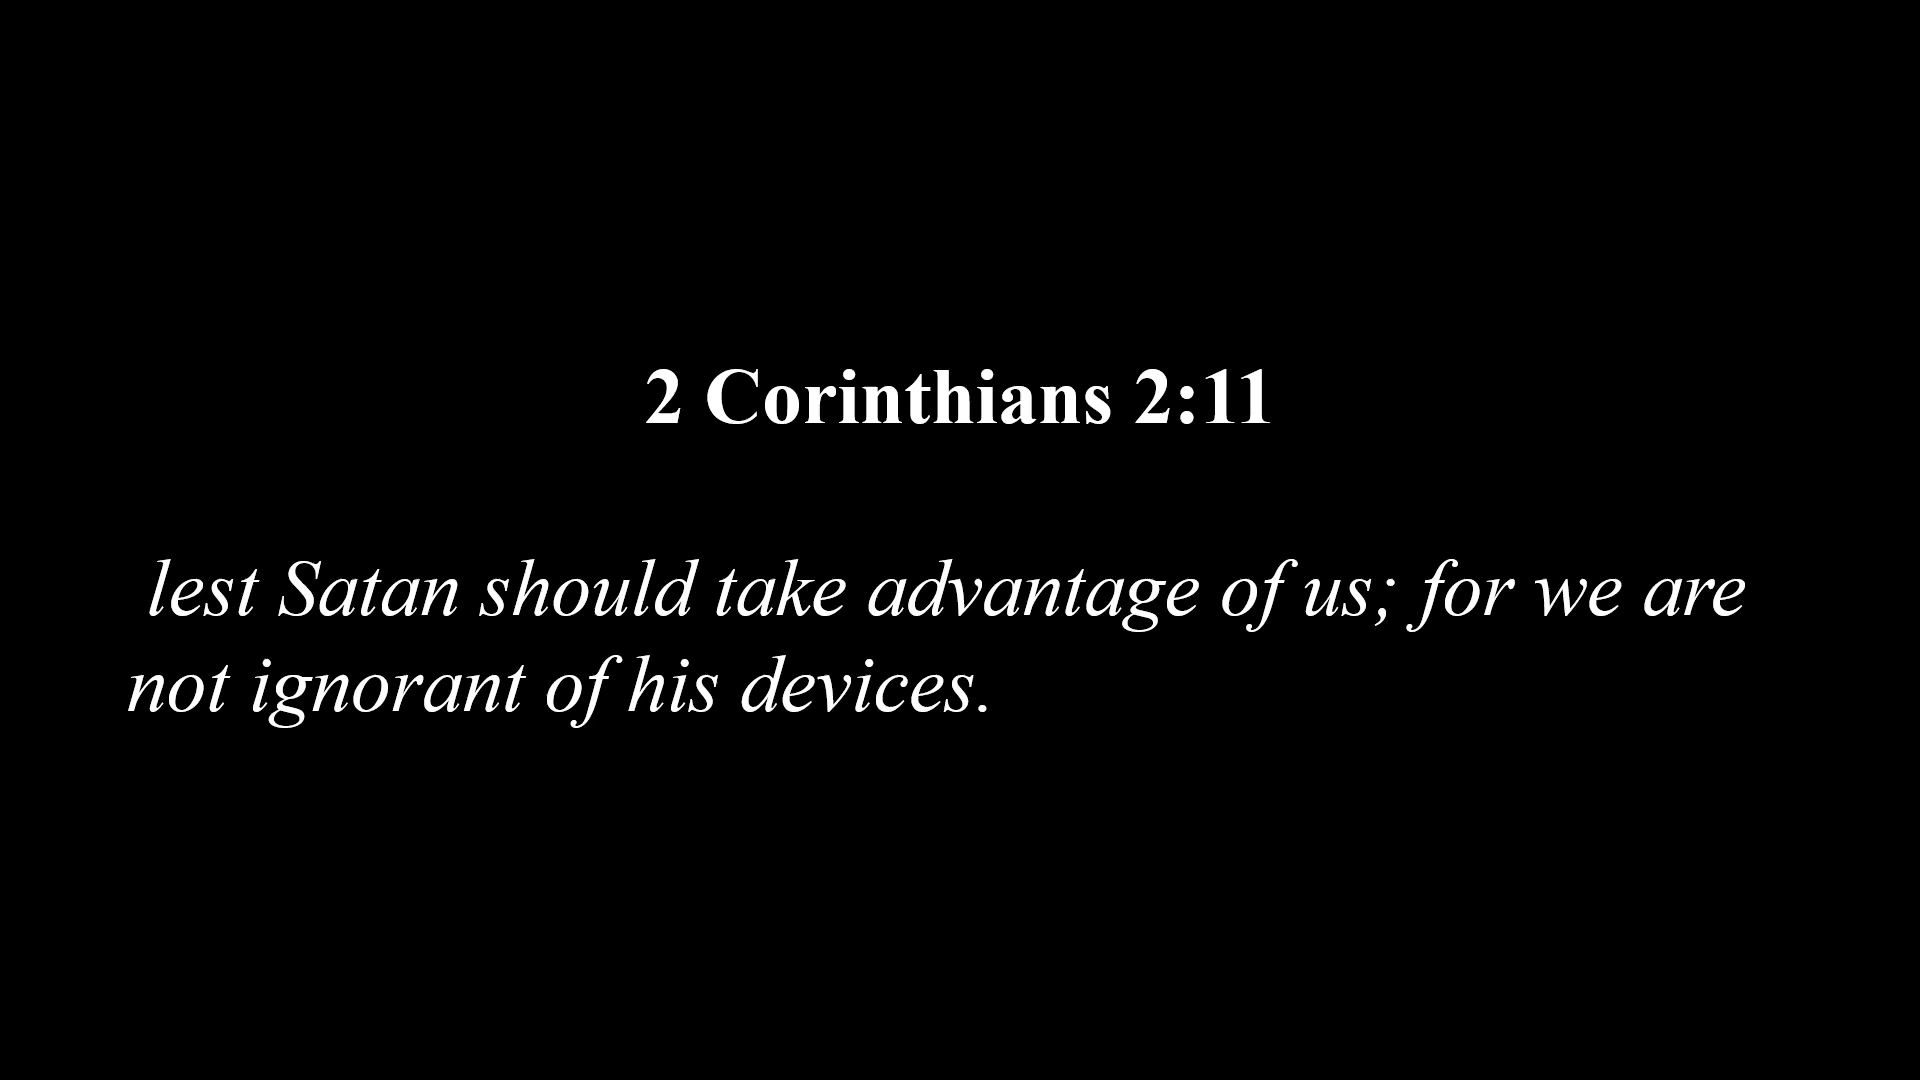 2 Corinthians 2:11
lest Satan should take advantage of us; for we are
not ignorant of his devices.